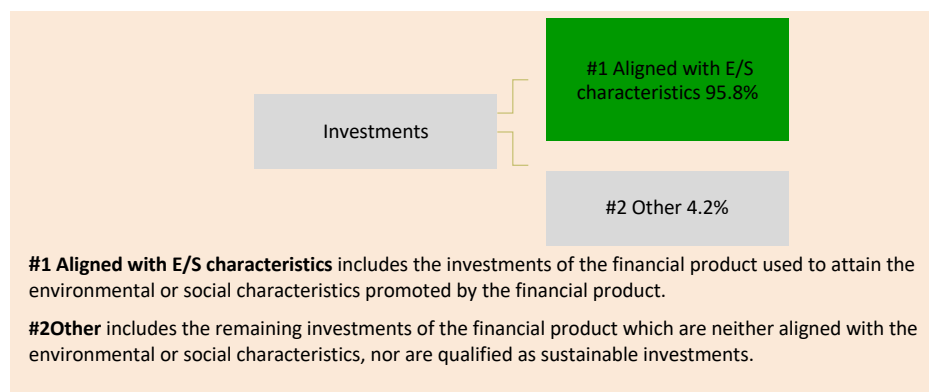 #1 Aligned with E/S
characteristics 95.8%
Investments
#2 Other 4.2%
#1 Aligned with E/S characteristics includes the investments of the financial product used to attain the
environmental or social characteristics promoted by the financial product.
#2Other includes the remaining investments of the financial product which are neither aligned with the
environmental or social characteristics, nor are qualified as sustainable investments.